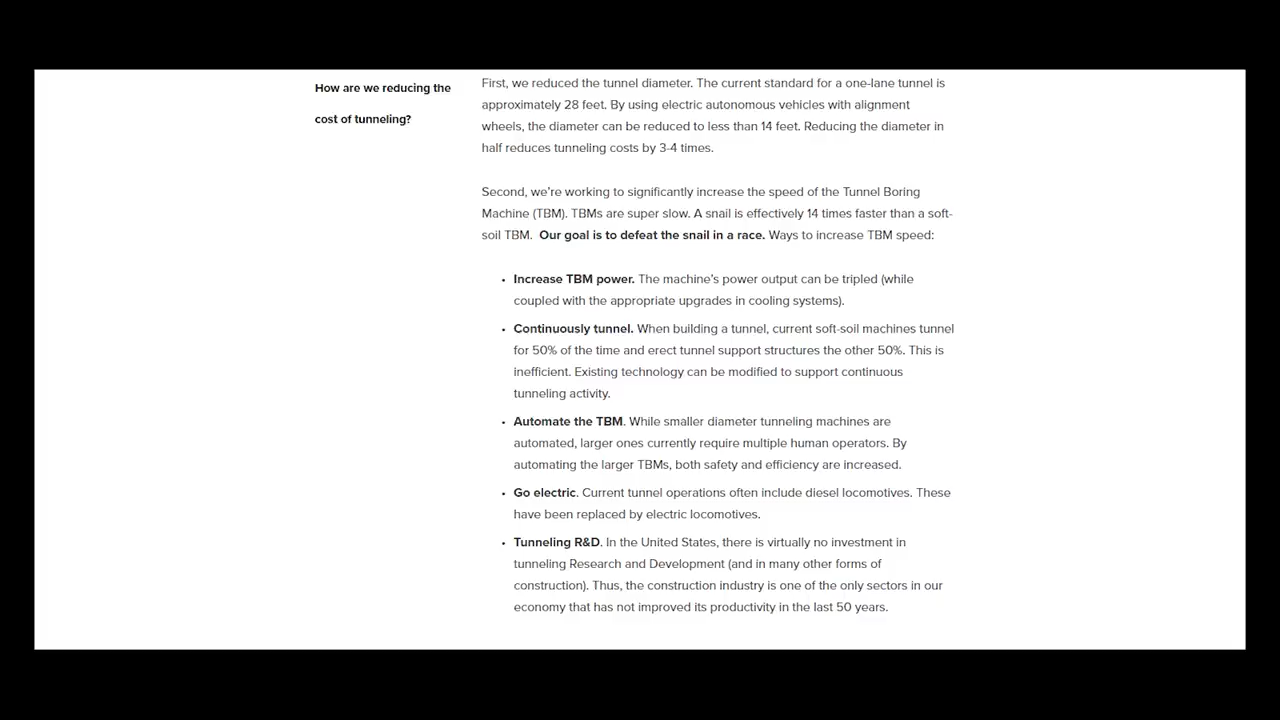 How are we reducing the
cost of tunneling?
First, we reduced the tunnel diameter. The current standard for a one-lane tunnel is
approximately 28 feet. By using electric autonomous vehicles with alignment
wheels, the diameter can be reduced to less than 14 feet. Reducing the diameter in
half reduces tunneling costs by 3-4 times.
Second, we're working to significantly increase the speed of the Tunnel Boring
Machine (TBM). TBMs are super slow. A snail is effectively 14 times faster than a soft-
soil TBM. Our goal is to defeat the snail in a race. Ways to increase TBM speed:
• Increase TBM power. The machine's power output can be tripled (while
coupled with the appropriate upgrades in cooling systems).
• Continuously tunnel. When building a tunnel, current soft-soil machines tunnel
for 50% of the time and erect tunnel support structures the other 50%. This is
inefficient. Existing technology can be modified to support continuous
tunneling activity.
• Automate the TBM. While smaller diameter tunneling machines are
automated, larger ones currently require multiple human operators. By
automating the larger TBMs, both safety and efficiency are increased.
• Go electric. Current tunnel operations often include diesel locomotives. These
have been replaced by electric locomotives.
• Tunneling R&D. In the United States, there is virtually no investment in
tunneling Research and Development (and in many other forms of
construction). Thus, the construction industry is one of the only sectors in our
economy that has not improved its productivity in the last 50 years.